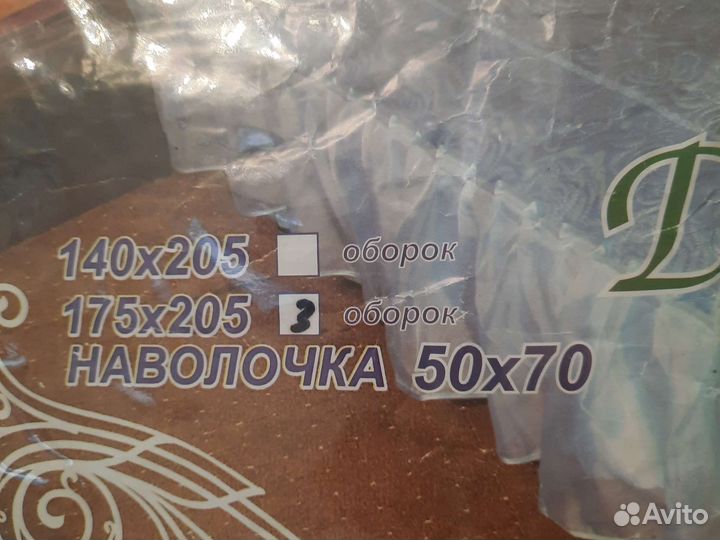 140x205 оборок
175x205 3 оборок
НАВОЛОЧКА 50x70
D
Avito